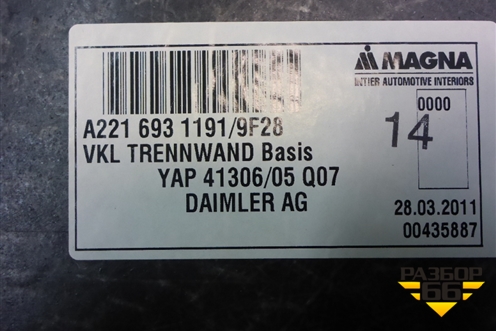 MAGNA
INTIER AUTOMOTIVE INTERIORS
0000
14
A221 693 1191/9F28
VKL TRENNWAND Basis
YAP 41306/05 Q07
DAIMLER AG
28.03.2011
00435887
РАЗБОР
66